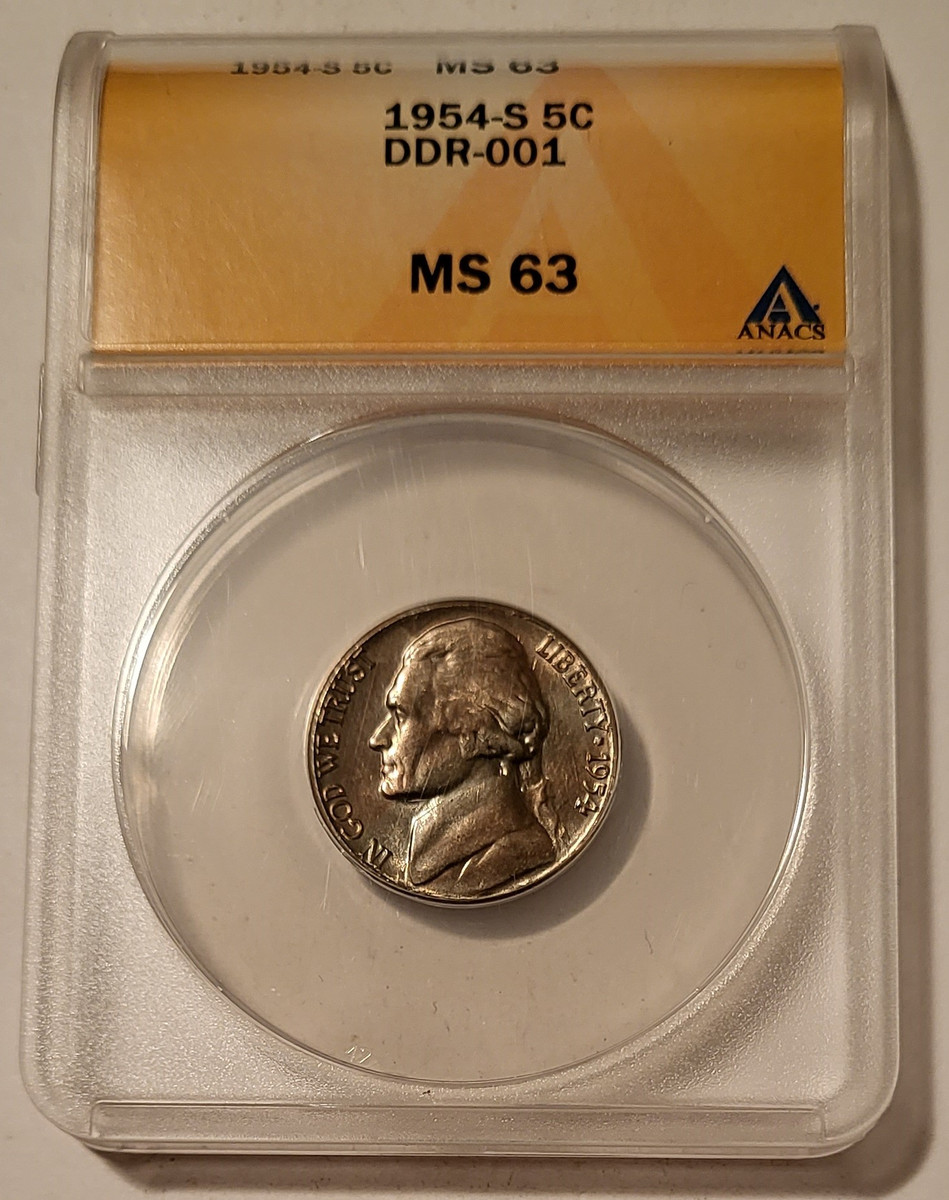 1954-S 5C MS 63
1954-S 5C
DDR-001
MS 63
ANACS
IN GOD WE TRUST
LIBERTY 1954